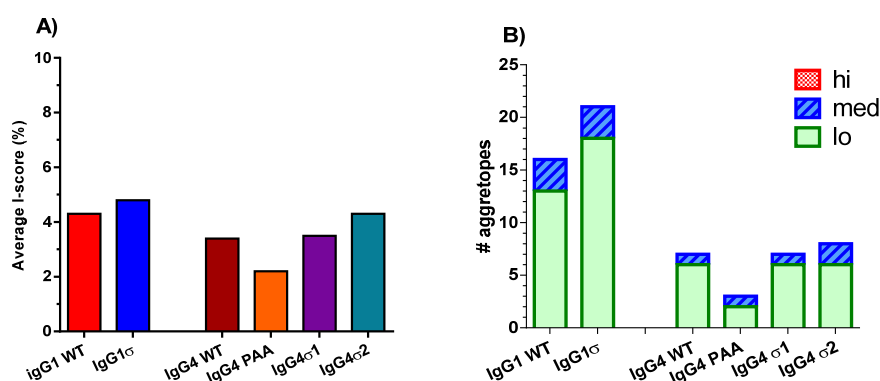 A)
Average I-score (%)
10
8
6
4
2
0
igG1 WT
IgG1σ
IgG4 WT
IgG4 PAA
IgG4σ1
IgG4σ2
B)
# aggretopes
25
20
15
10
5
0
IgG1 WT
IgG1σ
IgG4 WT
IgG4 PAA
IgG4 σ1
IgG4 σ2
hi
med
lo